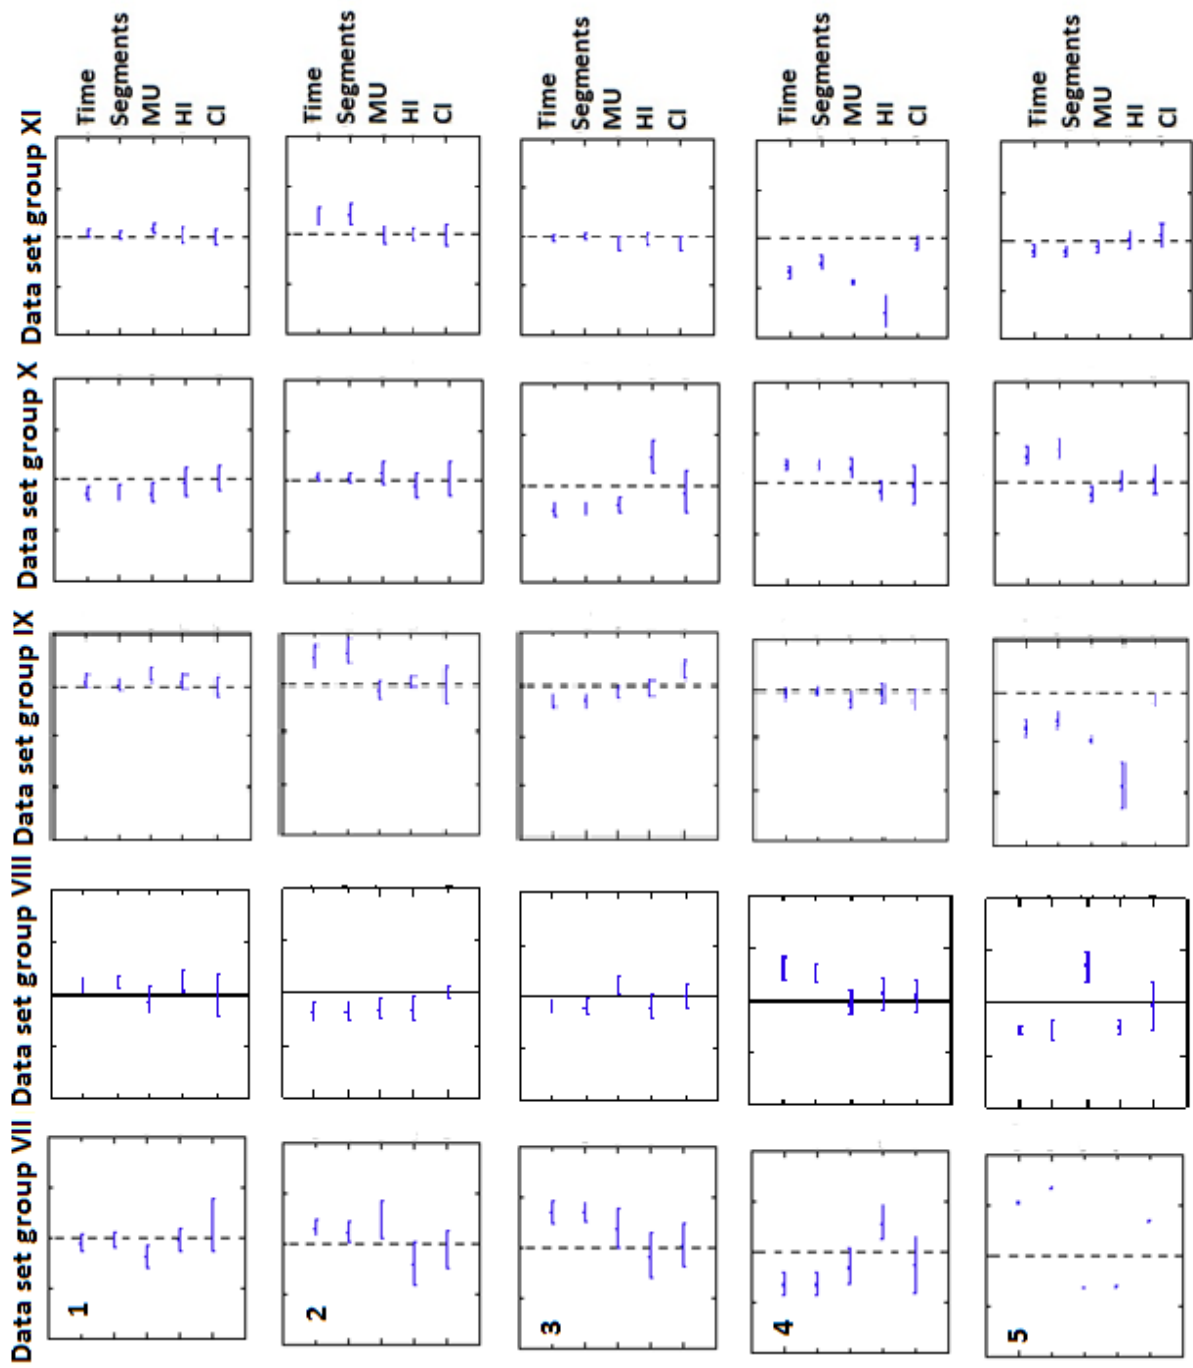 Data set group VII Data set group VIII Data set group IX Data set group X Data set group XI
1
Time
Segments
MU
HI
CI
2
Time
Segments
MU
HI
CI
3
Time
Segments
MU
HI
CI
4
Time
Segments
MU
HI
CI
5
Time
Segments
MU
HI
CI